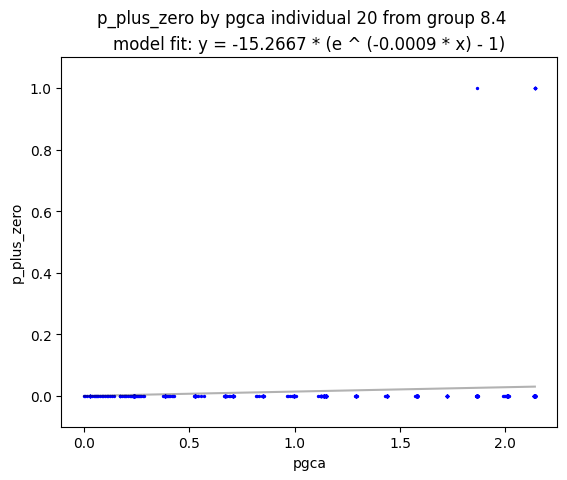 p_plus_zero by pgca individual 20 from group 8.4
model fit: y = -15.2667 * (e ^ (-0.0009 * x) - 1)
1.0
0.8
0.6
0.4
0.2
0.0
p_plus_zero
0.0 0.5 1.0 1.5 2.0
pgca